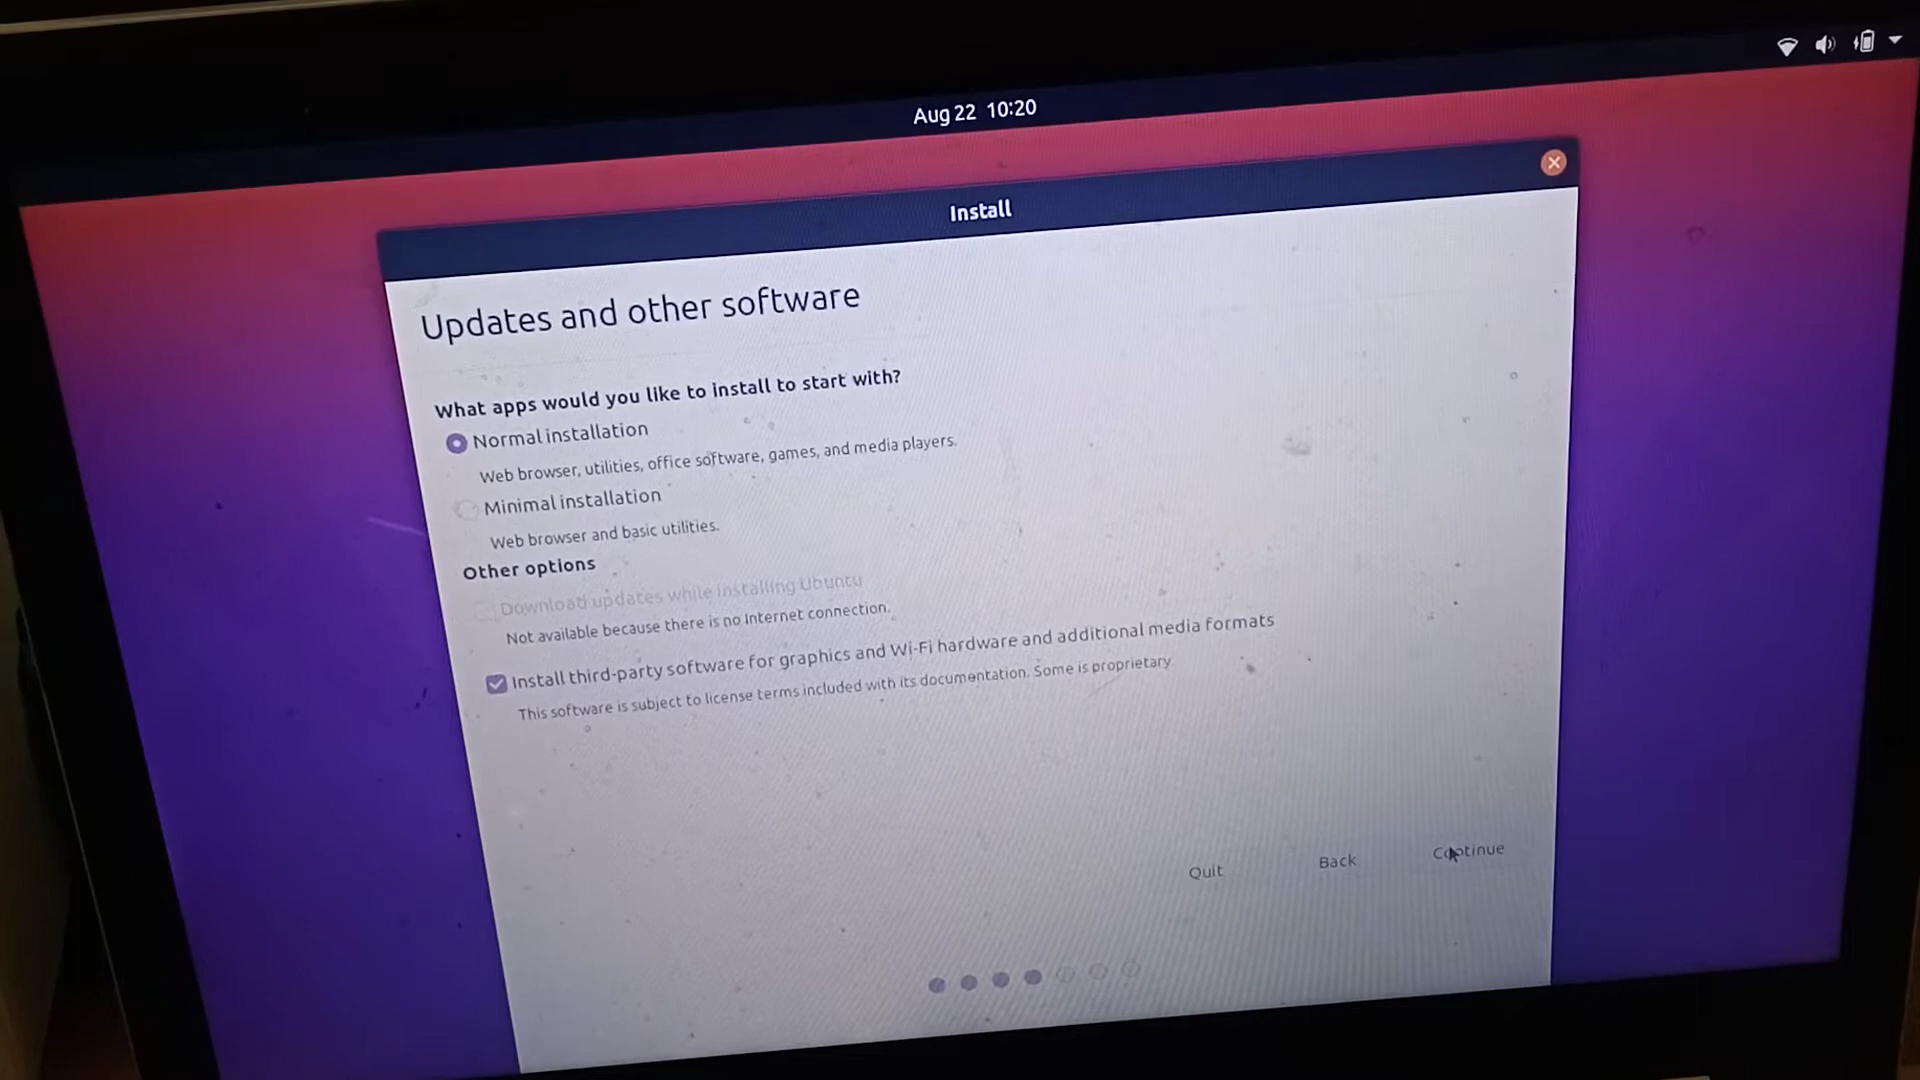 Aug 22 10:20
Install
Updates and other software
What apps would you like to install to start with?
Normal installation
Web browser, utilities, office software, games, and media players.
Minimal installation
Web browser and basic utilities.
Other options
Download updates while installing Ubuntu
Not available because there is no Internet connection.
Install third-party software for graphics and Wi-Fi hardware and additional media formats
This software is subject to license terms included with its documentation. Some is proprietary.
Quit
Back
Continue